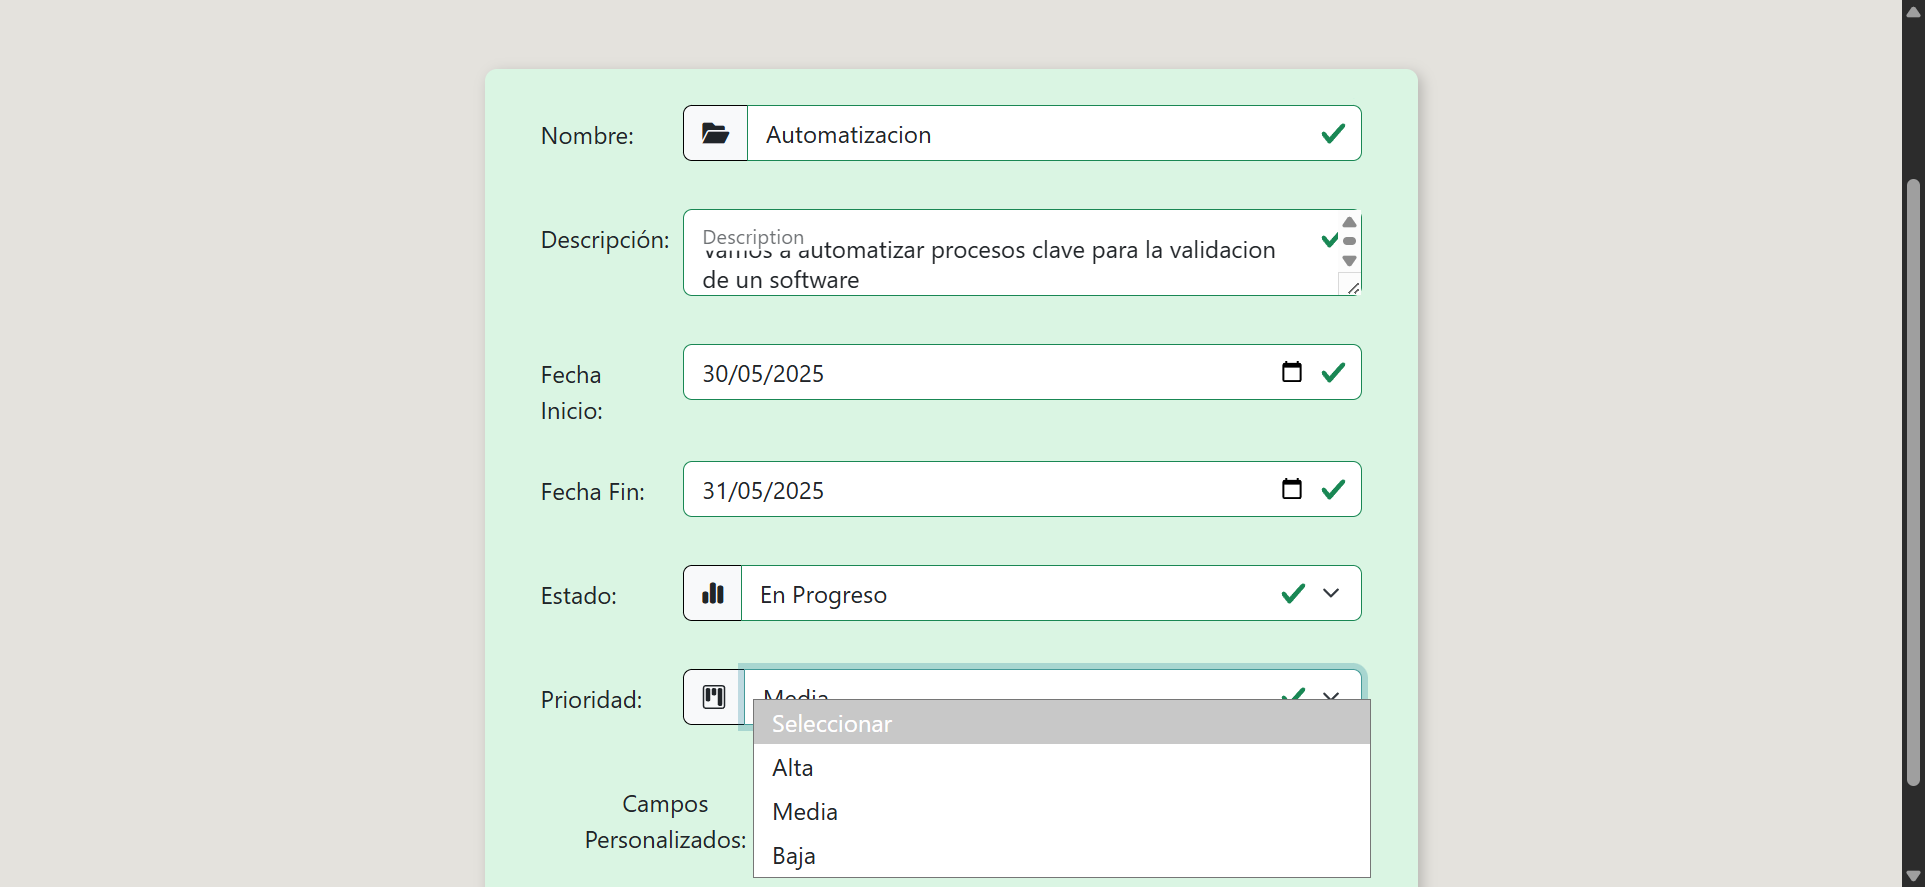 Nombre:
Automatizacion
Descripción:
Description
Vamos a automatizar procesos clave para la validacion
de un software
Fecha
Inicio:
30/05/2025
Fecha Fin:
31/05/2025
Estado:
En Progreso
Prioridad:
Media
Seleccionar
Alta
Media
Baja
Campos
Personalizados: